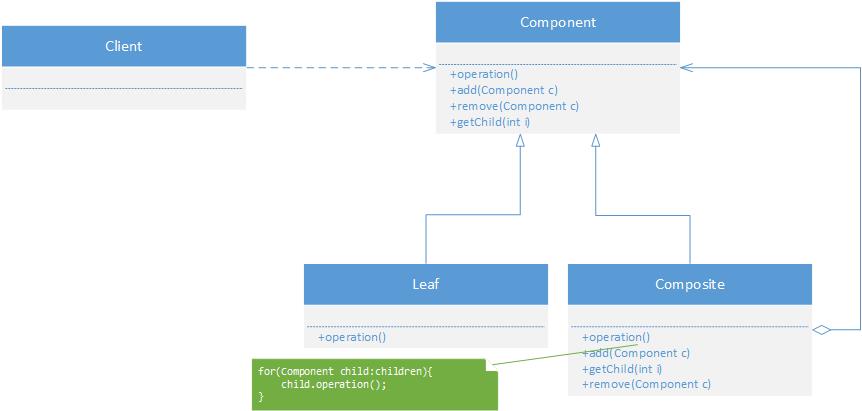 Component
Client
+operation()
+add(Component c)
+remove(Component c)
+getChild(int i)
Leaf
+operation()
Composite
+operation()
+add(Component c)
+getChild(int i)
+remove(Component c)
for(Component child:children){
    child.operation();
}